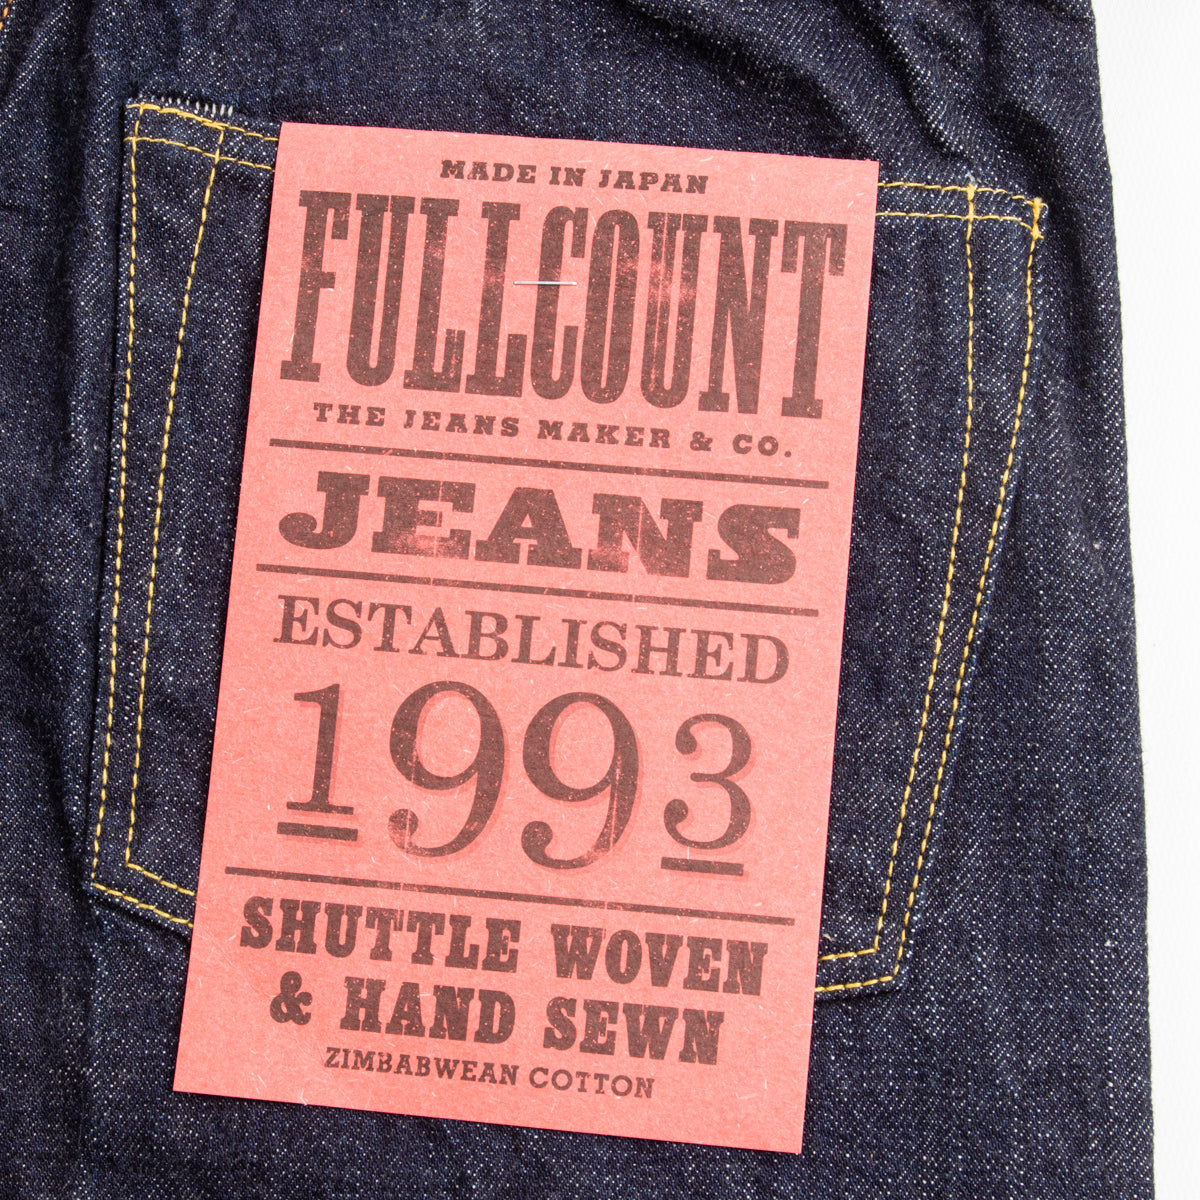 MADE IN JAPAN
FULLCOUNT
THE JEANS MAKER & CO.
JEANS
ESTABLISHED
1993
SHUTTLE WOVEN
& HAND SEWN
ZIMBABWEAN COTTON